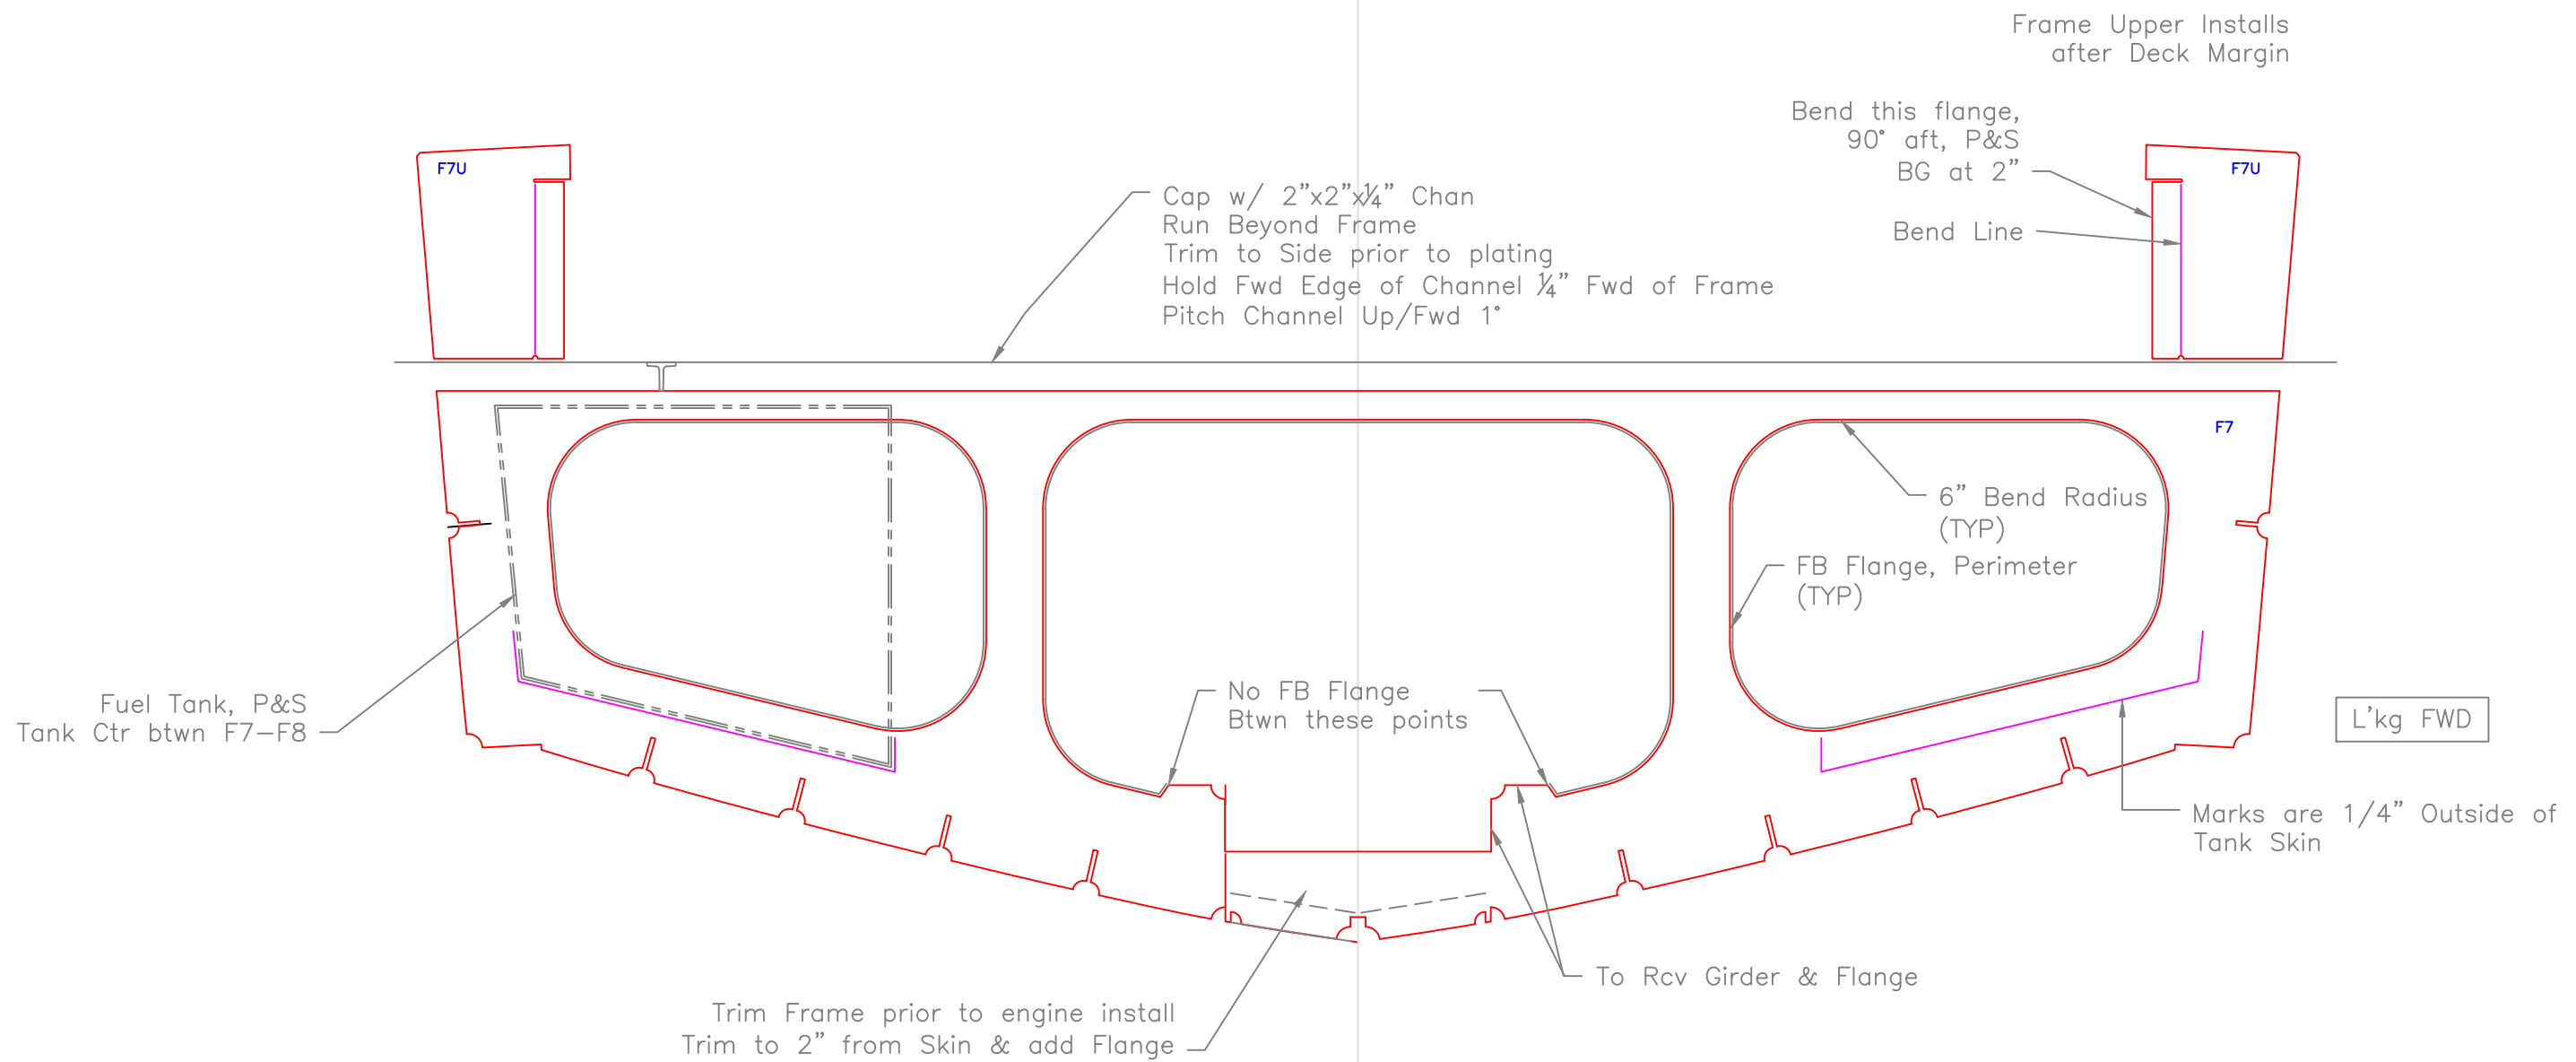 Frame Upper Installs
after Deck Margin
Bend this flange,
90° aft, P&S
BG at 2”
Bend Line
F7U
F7U
Cap w/ 2”x2”x¼” Chan
Run Beyond Frame
Trim to Side prior to plating
Hold Fwd Edge of Channel ¼” Fwd of Frame
Pitch Channel Up/Fwd 1°
F7
6” Bend Radius
(TYP)
FB Flange, Perimeter
(TYP)
Fuel Tank, P&S
Tank Ctr btwn F7–F8
No FB Flange
Btwn these points
L’kg FWD
Marks are 1/4” Outside of
Tank Skin
To Rcv Girder & Flange
Trim Frame prior to engine install
Trim to 2” from Skin & add Flange